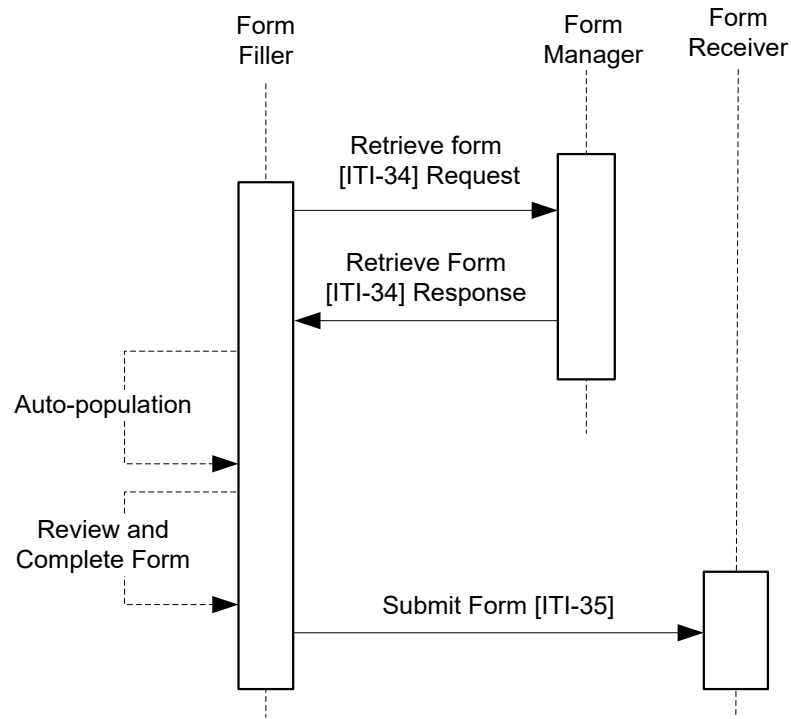 Form
Filler
Form
Manager
Form
Receiver
Retrieve form
[ITI-34] Request
Retrieve Form
[ITI-34] Response
Auto-population
Review and
Complete Form
Submit Form [ITI-35]